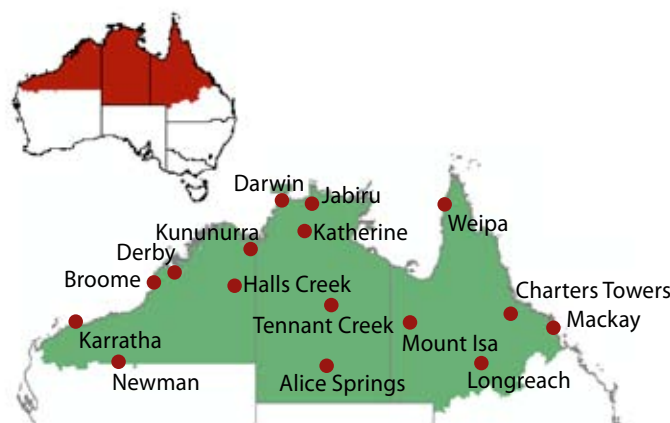 Darwin
Jabiru
Weipa
Kununurra
Katherine
Derby
Broome
Halls Creek
Charters Towers
Tennant Creek
Mackay
Karratha
Mount Isa
Newman
Alice Springs
Longreach